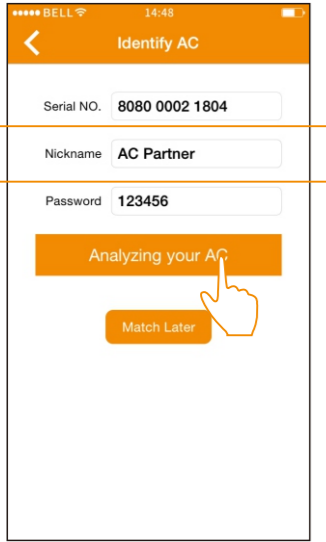 BELL 14:48
Identify AC
Serial NO. 8080 0002 1804
Nickname AC Partner
Password 123456
Analyzing your AC
Match Later